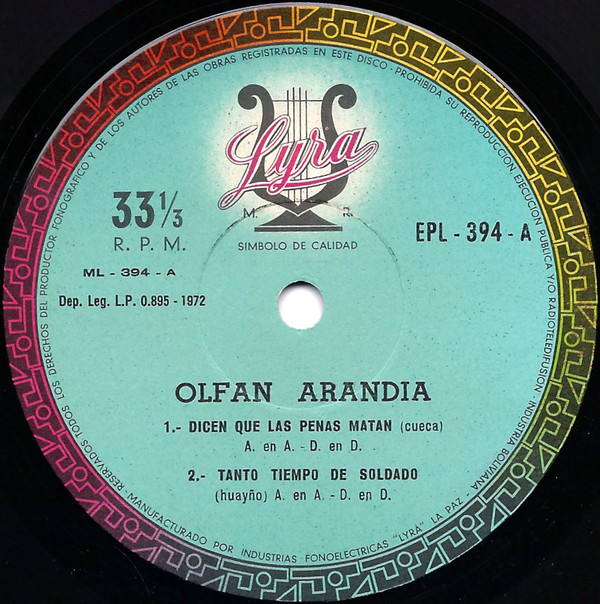 RESERVADOS TODOS LOS DERECHOS DEL PRODUCTOR FONOGRAFICO Y DE LOS AUTORES DE LAS OBRAS REGISTRADAS EN ESTE DISCO - PROHIBIDA SU REPRODUCCION EJECUCION PUBLICA Y/O RADIOTELEDIFUSION - INDUSTRIA BOLIVIANA
Lyra
M. R.
SIMBOLO DE CALIDAD
33 1/3
R. P. M.
EPL - 394 - A
ML - 394 - A
Dep. Leg. L.P. 0.895 - 1972
OLFAN ARANDIA
1.- DICEN QUE LAS PENAS MATAN (cueca)
A. en A. - D. en D.
2.- TANTO TIEMPO DE SOLDADO
(huayño) A. en A. - D. en D.
MANUFACTURADO POR INDUSTRIAS FONOELECTRICAS "LYRA" LA PAZ -